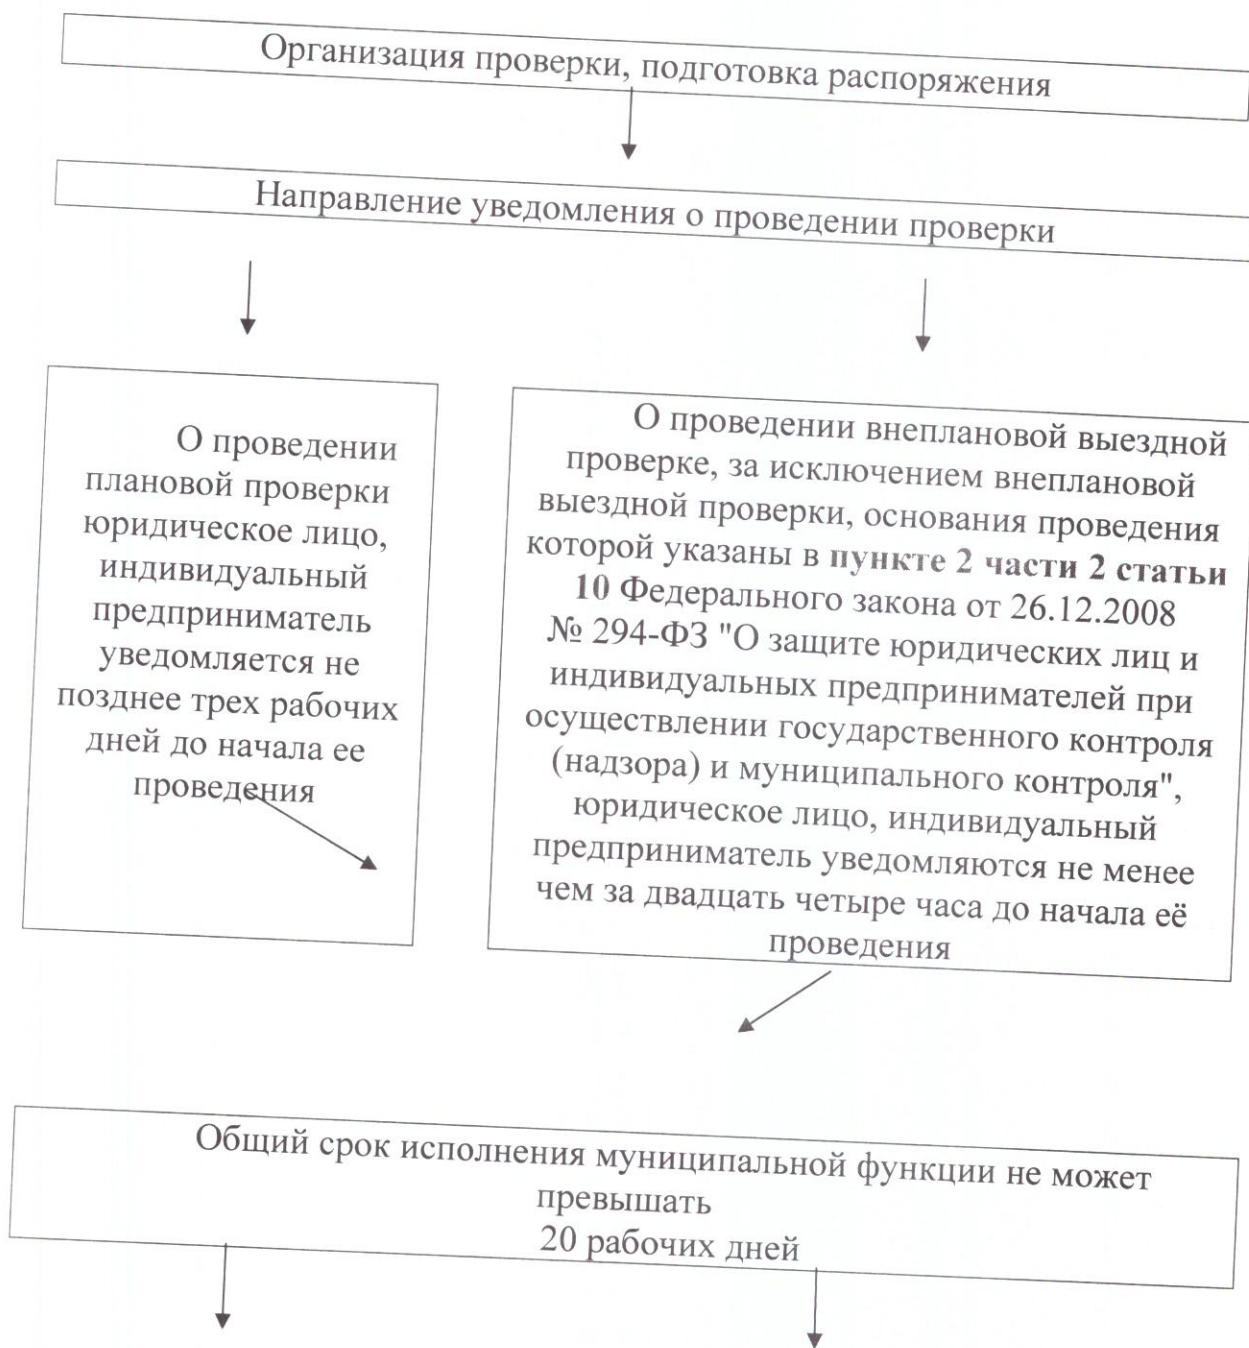 Организация проверки, подготовка распоряжения
Направление уведомления о проведении проверки
О проведении
плановой проверки
юридическое лицо,
индивидуальный
предприниматель
уведомляется не
позднее трех рабочих
дней до начала ее
проведения
О проведении внеплановой выездной
проверке, за исключением внеплановой
выездной проверки, основания проведения
которой указаны в пункте 2 части 2 статьи
10 Федерального закона от 26.12.2008
№ 294-ФЗ "О защите юридических лиц и
индивидуальных предпринимателей при
осуществлении государственного контроля
(надзора) и муниципального контроля",
юридическое лицо, индивидуальный
предприниматель уведомляются не менее
чем за двадцать четыре часа до начала её
проведения
Общий срок исполнения муниципальной функции не может
превышать
20 рабочих дней